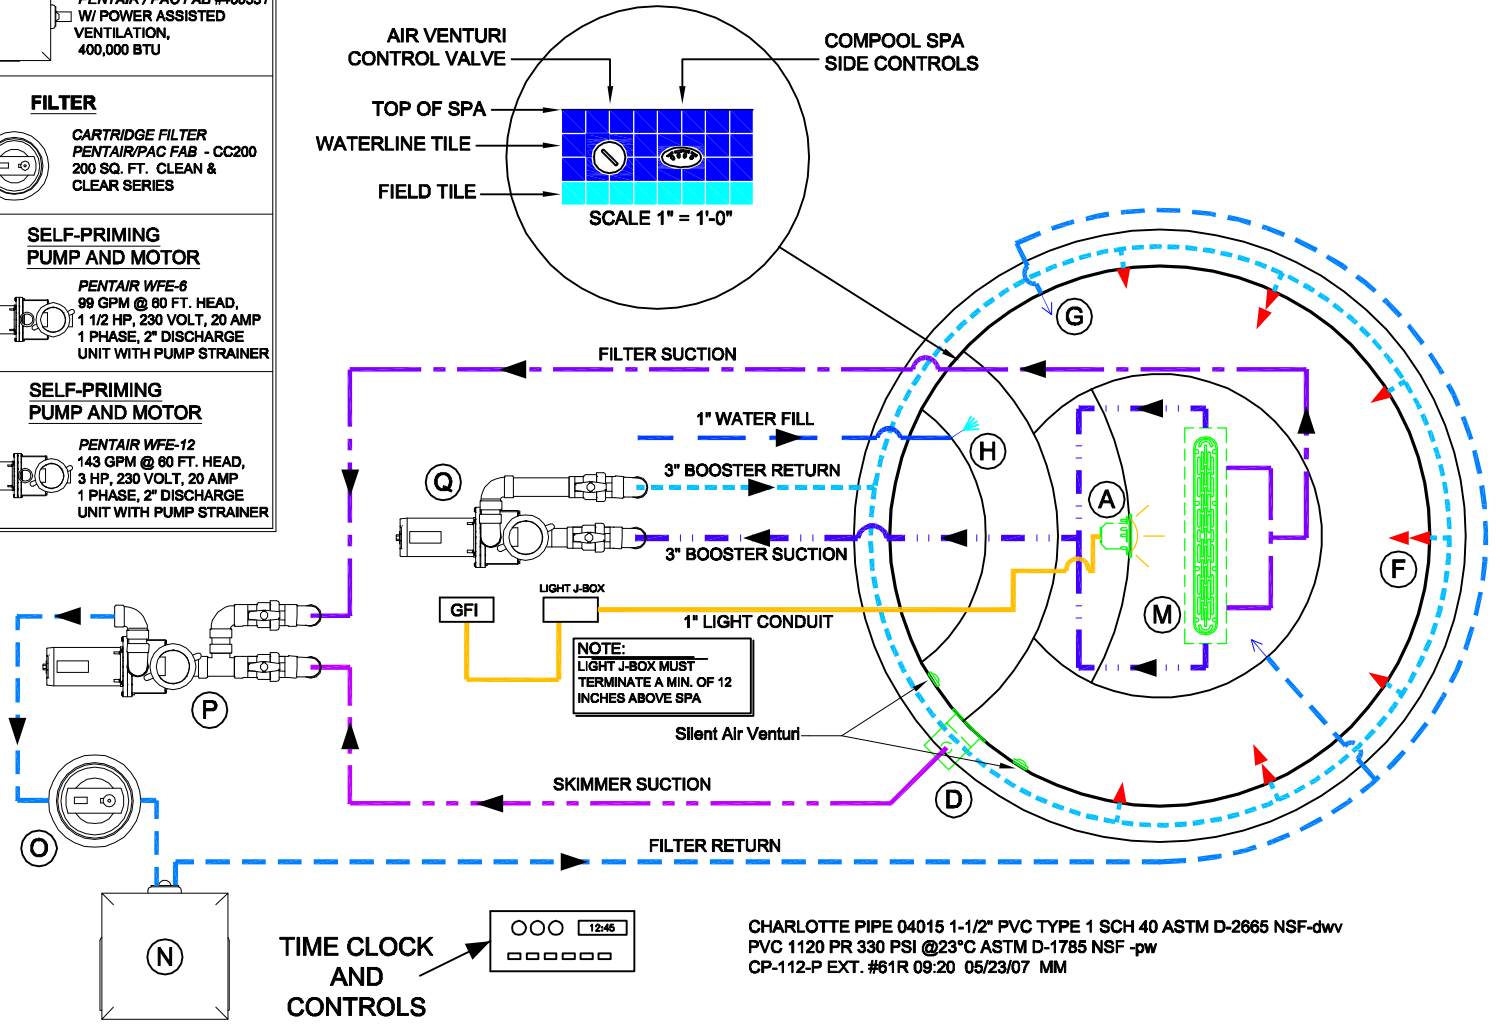 PENTAIR / PAC FAB
W/ POWER ASSISTED
VENTILATION,
400,000 BTU
FILTER
CARTRIDGE FILTER
PENTAIR/PAC FAB - CC200
200 SQ. FT. CLEAN &
CLEAR SERIES
SELF-PRIMING
PUMP AND MOTOR
PENTAIR WFE-6
99 GPM @ 60 FT. HEAD,
1 1/2 HP, 230 VOLT, 20 AMP
1 PHASE, 2" DISCHARGE
UNIT WITH PUMP STRAINER
SELF-PRIMING
PUMP AND MOTOR
PENTAIR WFE-12
143 GPM @ 60 FT. HEAD,
3 HP, 230 VOLT, 20 AMP
1 PHASE, 2" DISCHARGE
UNIT WITH PUMP STRAINER
AIR VENTURI
CONTROL VALVE
COMPOOL SPA
SIDE CONTROLS
TOP OF SPA
WATERLINE TILE
FIELD TILE
SCALE 1" = 1'-0"
G
FILTER SUCTION
1" WATER FILL
H
3" BOOSTER RETURN
Q
A
3" BOOSTER SUCTION
F
LIGHT J-BOX
GFI
1" LIGHT CONDUIT
M
NOTE:
LIGHT J-BOX MUST
TERMINATE A MIN. OF 12
INCHES ABOVE SPA
P
Silent Air Venturi
SKIMMER SUCTION
D
O
FILTER RETURN
N
12:45
TIME CLOCK
AND
CONTROLS
CHARLOTTE PIPE 04015 1-1/2" PVC TYPE 1 SCH 40 ASTM D-2665 NSF-dwv
PVC 1120 PR 330 PSI @23°C ASTM D-1785 NSF -pw
CP-112-P EXT. #61R 09:20 05/23/07 MM